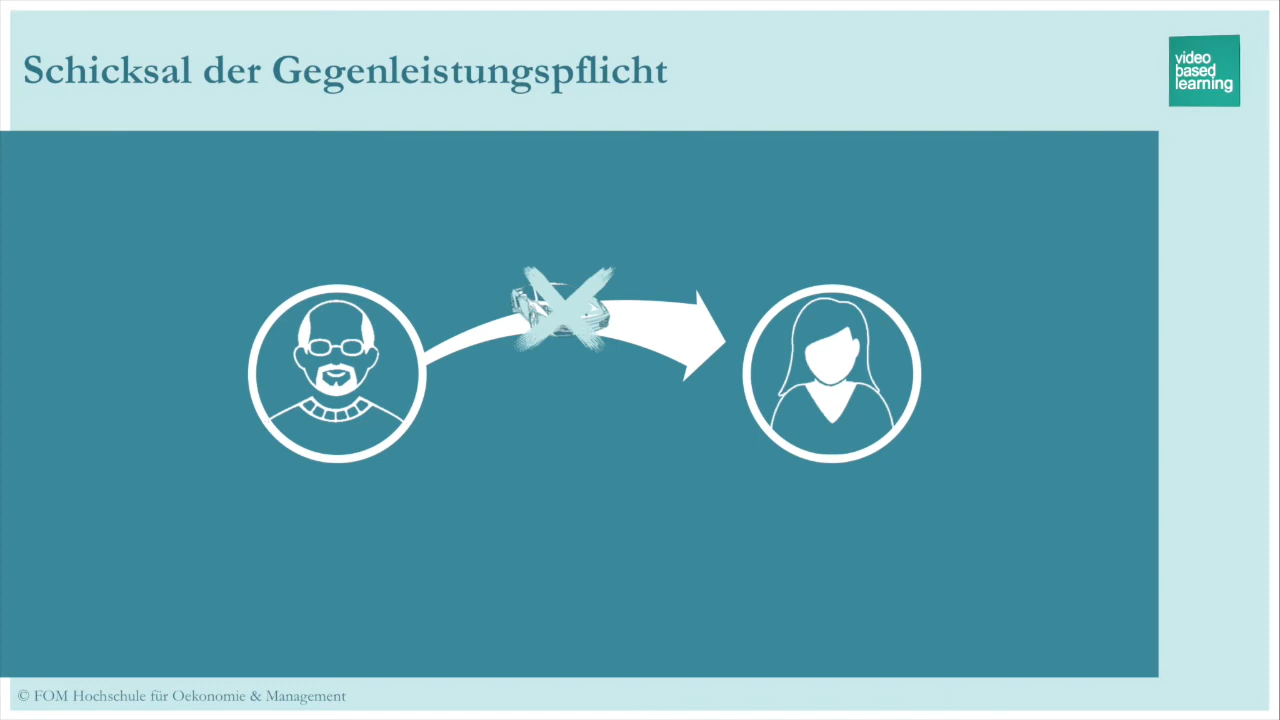 Schicksal der Gegenleistungspflicht
video
based
learning
© FOM Hochschule für Oekonomie & Management